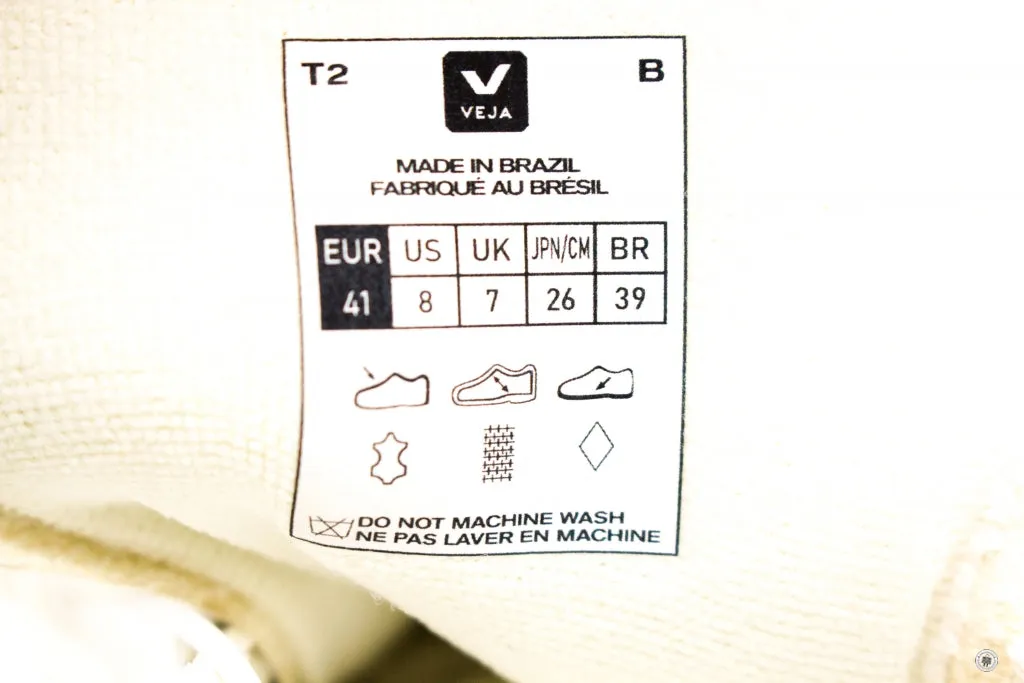 T2 B
V
VEJA
MADE IN BRAZIL
FABRIQUÉ AU BRÉSIL
EUR US UK JPN/CM BR
41 8 7 26 39
DO NOT MACHINE WASH
NE PAS LAVER EN MACHINE